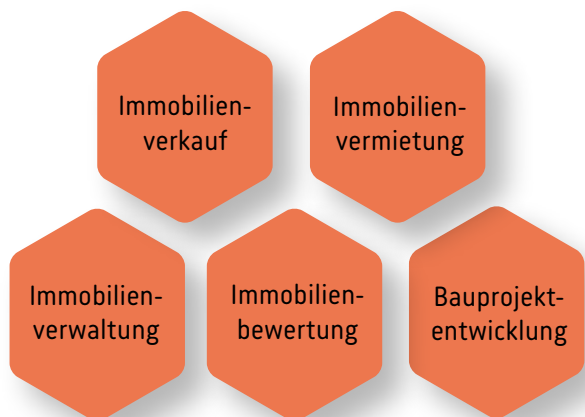 Immobilien-
verkauf
Immobilien-
vermietung
Immobilien-
verwaltung
Immobilien-
bewertung
Bauprojekt-
entwicklung